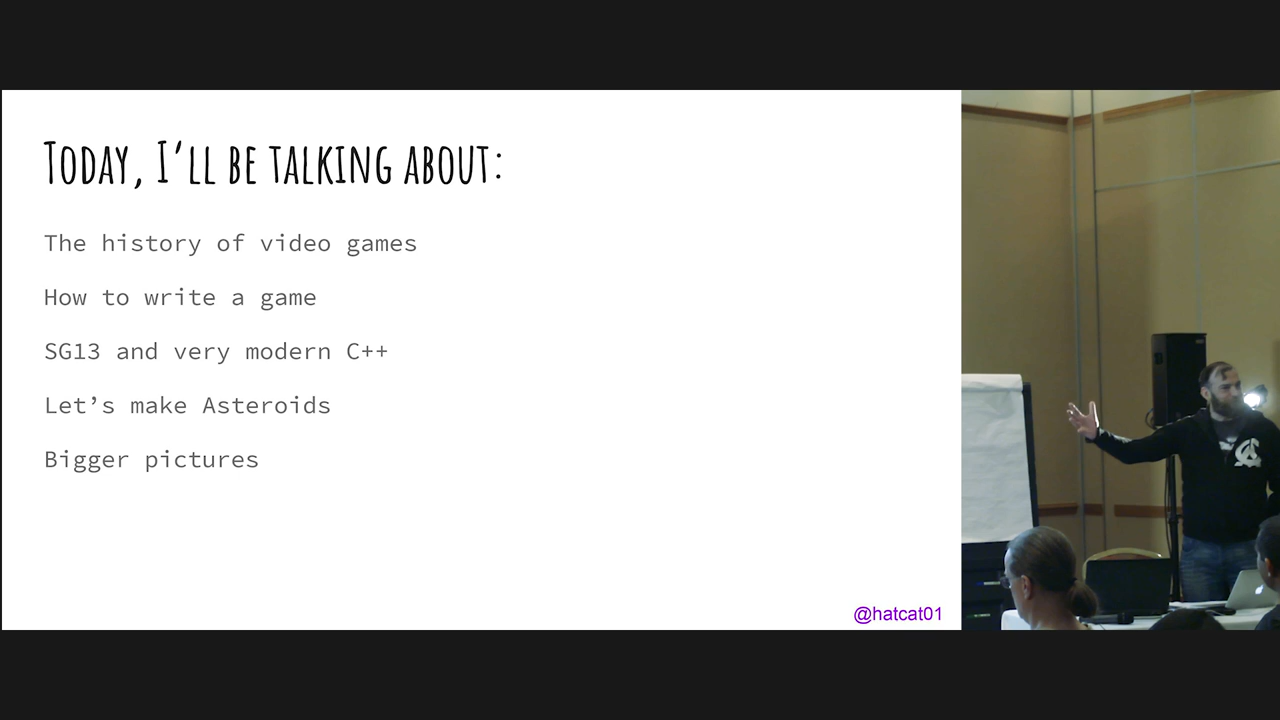 Today, I’ll be talking about:
The history of video games
How to write a game
SG13 and very modern C++
Let’s make Asteroids
Bigger pictures
@hatcat01